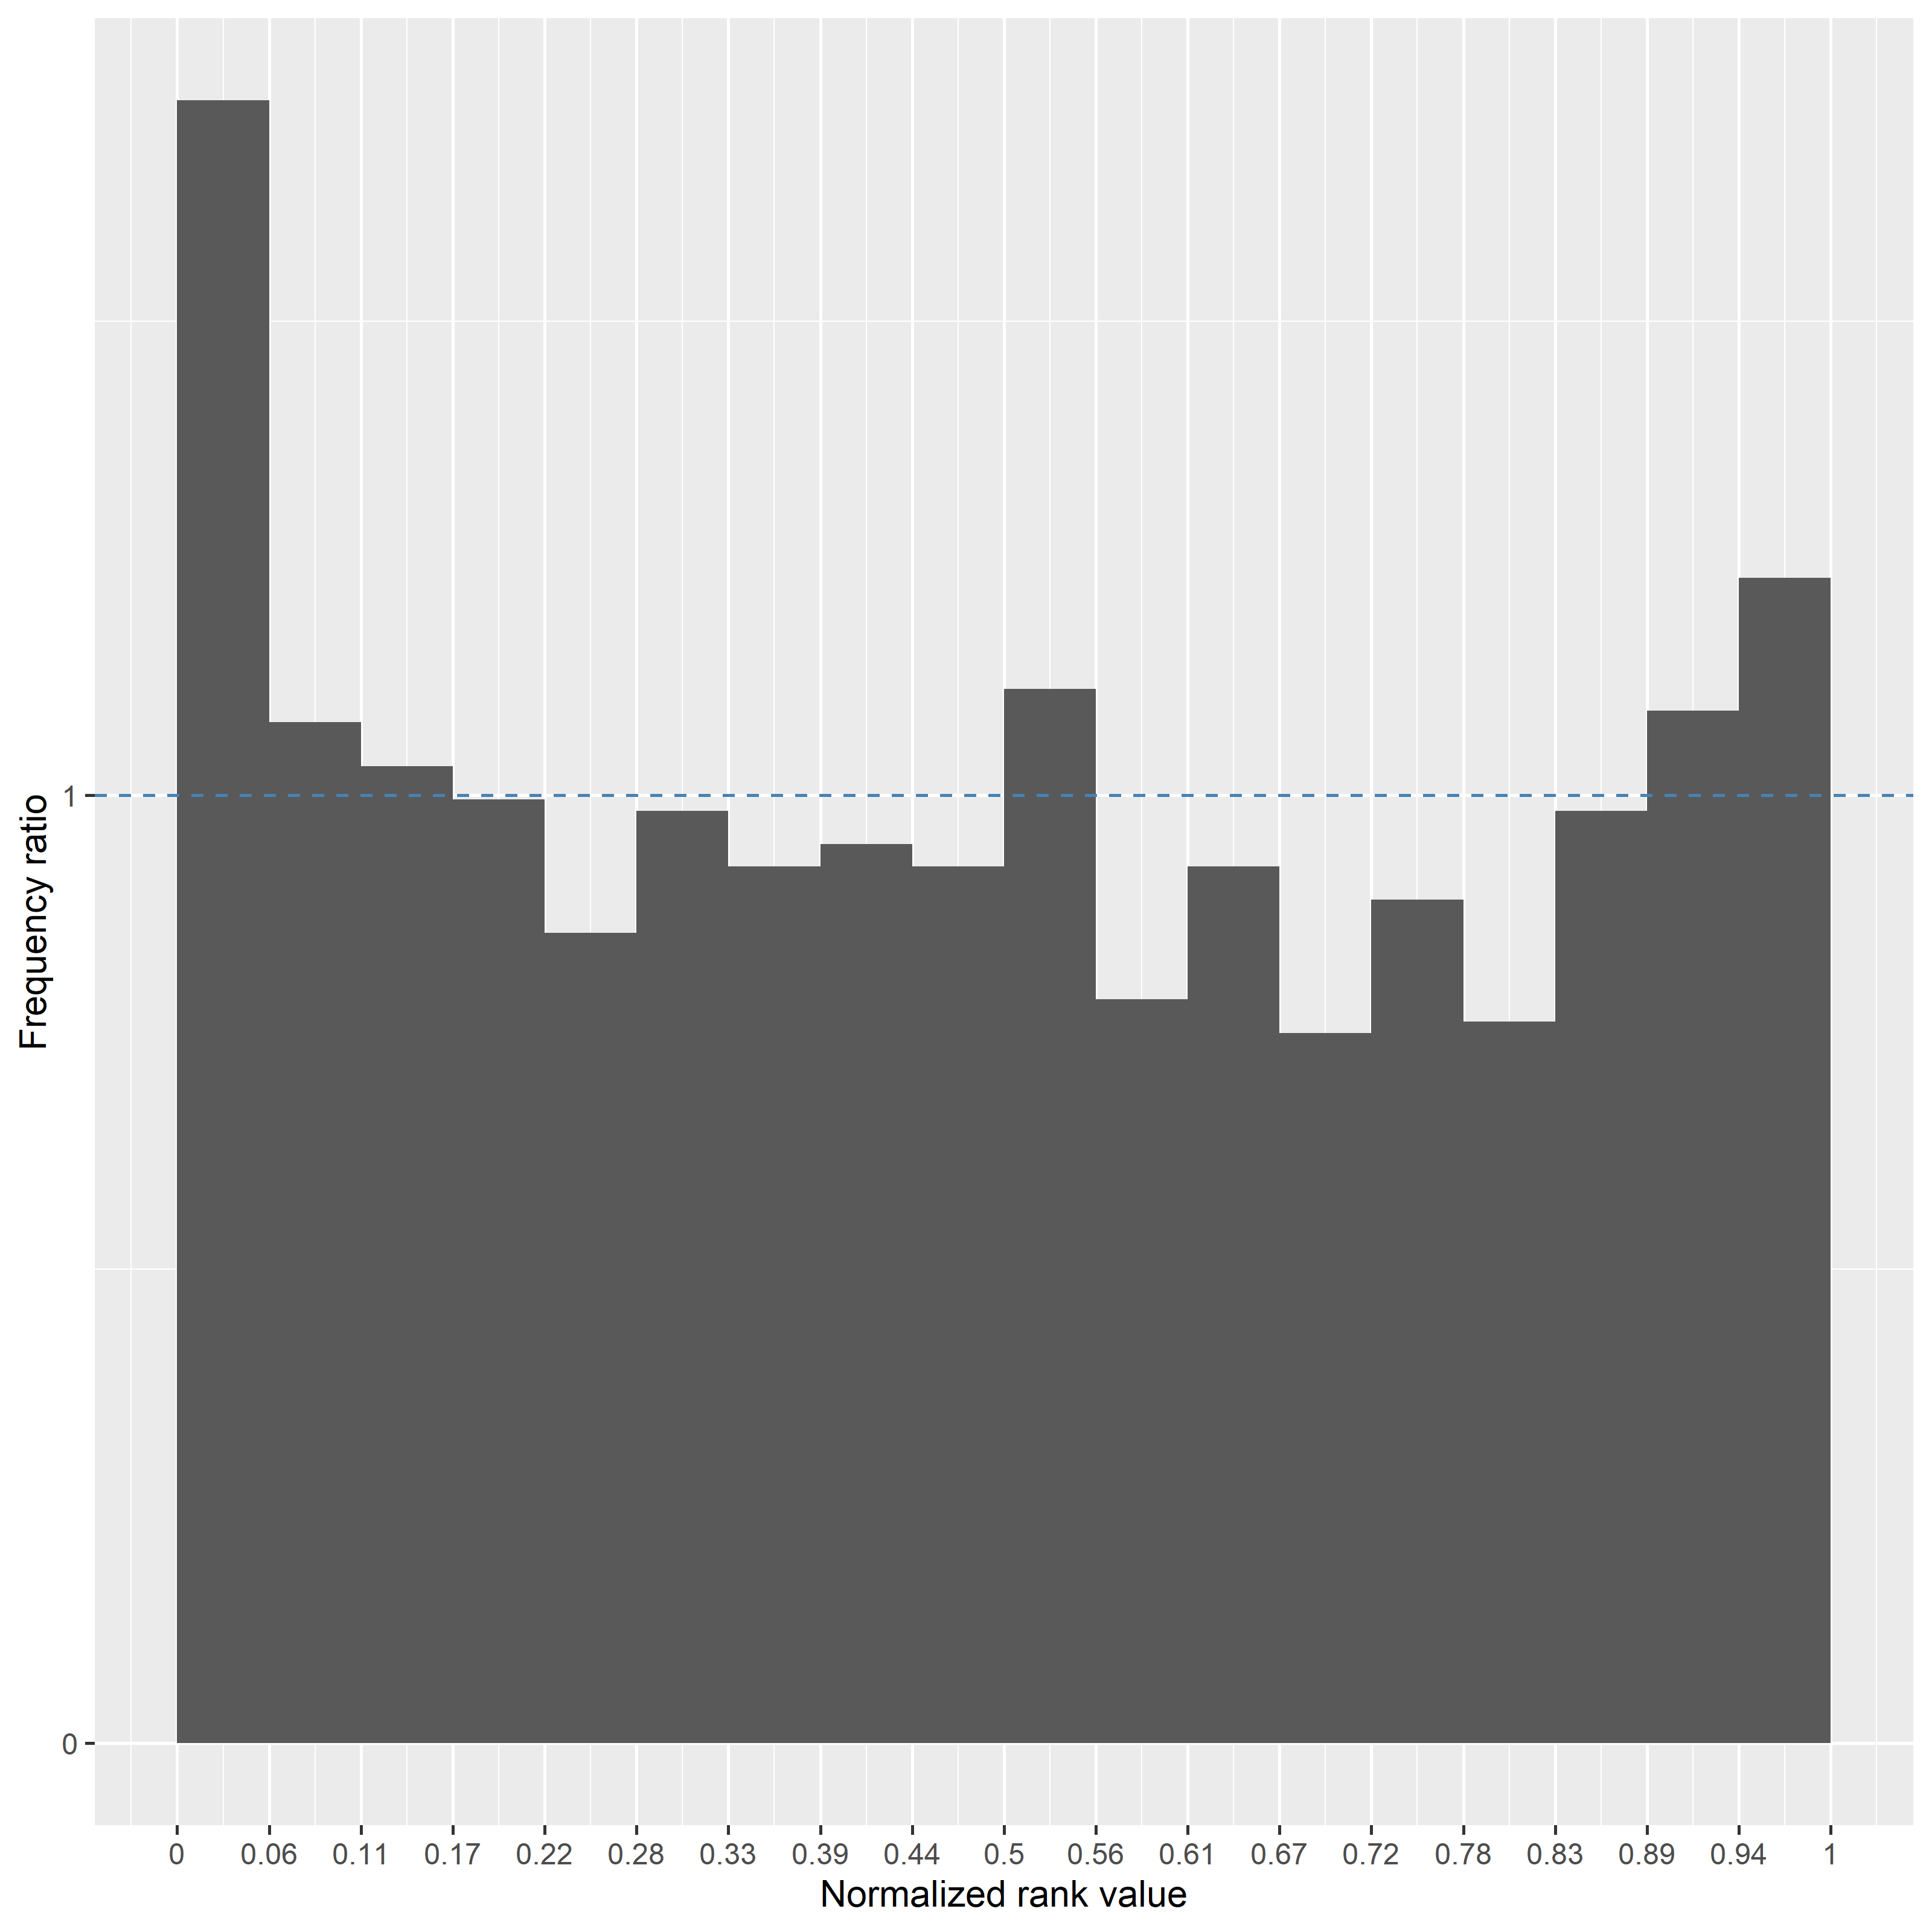 Frequency ratio
1
0
0 0.06 0.11 0.17 0.22 0.28 0.33 0.39 0.44 0.5 0.56 0.61 0.67 0.72 0.78 0.83 0.89 0.94 1
Normalized rank value